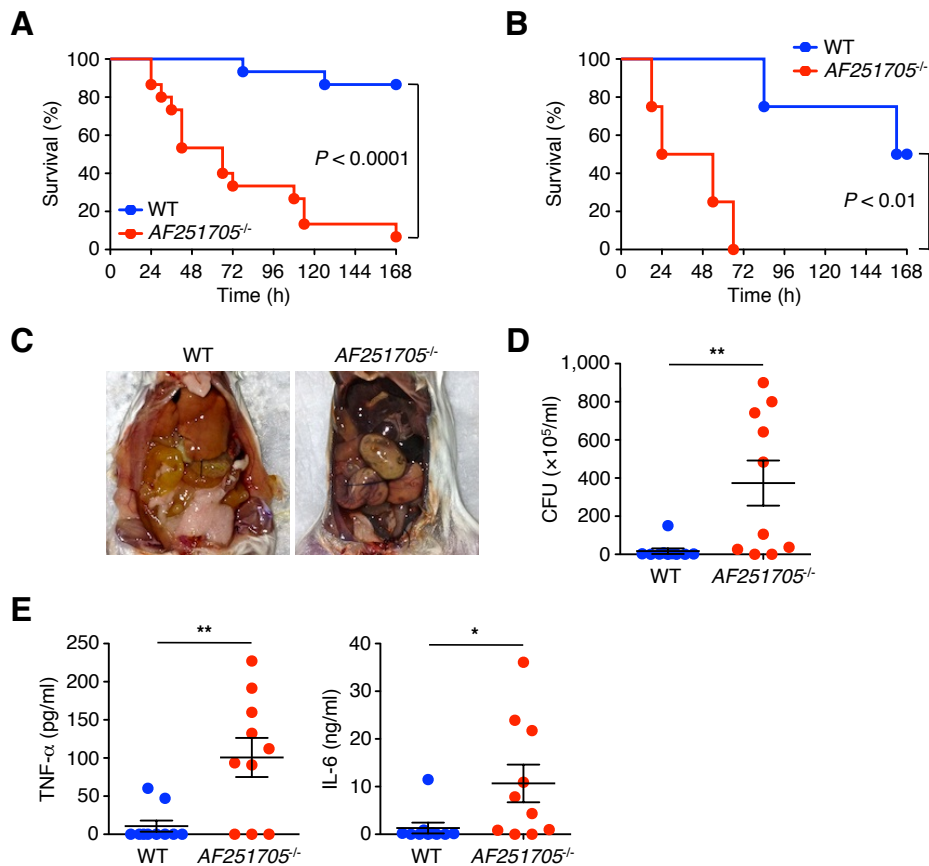 A
Survival (%)
100
80
60
40
20
0
0 24 48 72 96 120 144 168
Time (h)
WT
AF251705-/-
P < 0.0001
B
Survival (%)
100
80
60
40
20
0
0 24 48 72 96 120 144 168
Time (h)
WT
AF251705-/-
P < 0.01
C
WT
AF251705-/-
D
CFU (×10⁵/ml)
1,000
800
600
400
200
0
**
WT
AF251705-/-
E
TNF-α (pg/ml)
250
200
150
100
50
0
**
WT
AF251705-/-
IL-6 (ng/ml)
40
30
20
10
0
*
WT
AF251705-/-